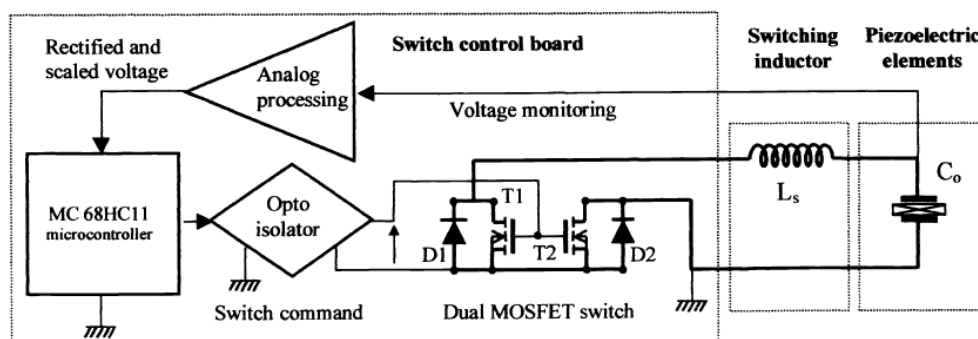 Rectified and
scaled voltage
Analog
processing
Switch control board
Switching
inductor
Piezoelectric
elements
Voltage monitoring
MC 68HC11
microcontroller
Opto
isolator
T1
D1
T2
D2
Ls
Co
Switch command
Dual MOSFET switch